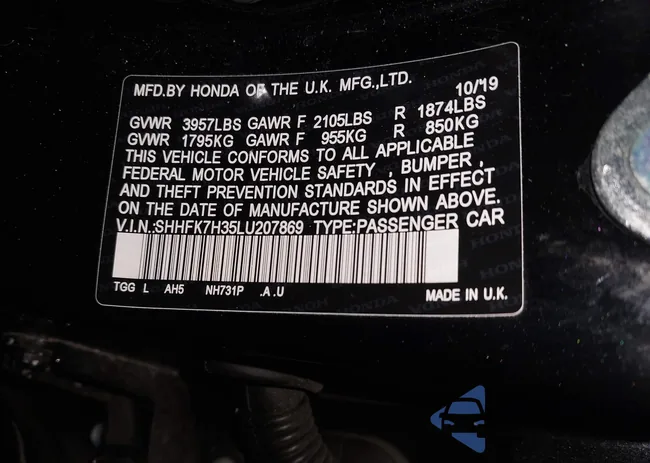 MFD.BY HONDA OF THE U.K. MFG.,LTD. 10/'19
GVWR 3957LBS GAWR F 2105LBS R 1874LBS
GVWR 1795KG GAWR F 955KG R 850KG
THIS VEHICLE CONFORMS TO ALL APPLICABLE
FEDERAL MOTOR VEHICLE SAFETY , BUMPER ,
AND THEFT PREVENTION STANDARDS IN EFFECT
ON THE DATE OF MANUFACTURE SHOWN ABOVE.
V.I.N.:SHHFK7H35LU207869 TYPE:PASSENGER CAR
TGG L AH5 NH731P .A.U MADE IN U.K.